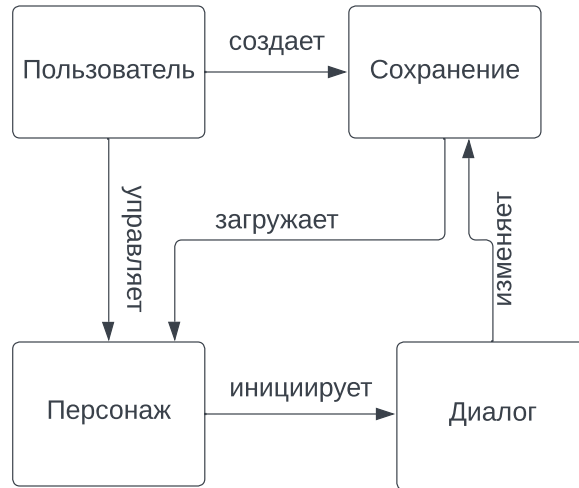 создает
Пользователь
Сохранение
управляет
загружает
изменяет
инициирует
Персонаж
Диалог